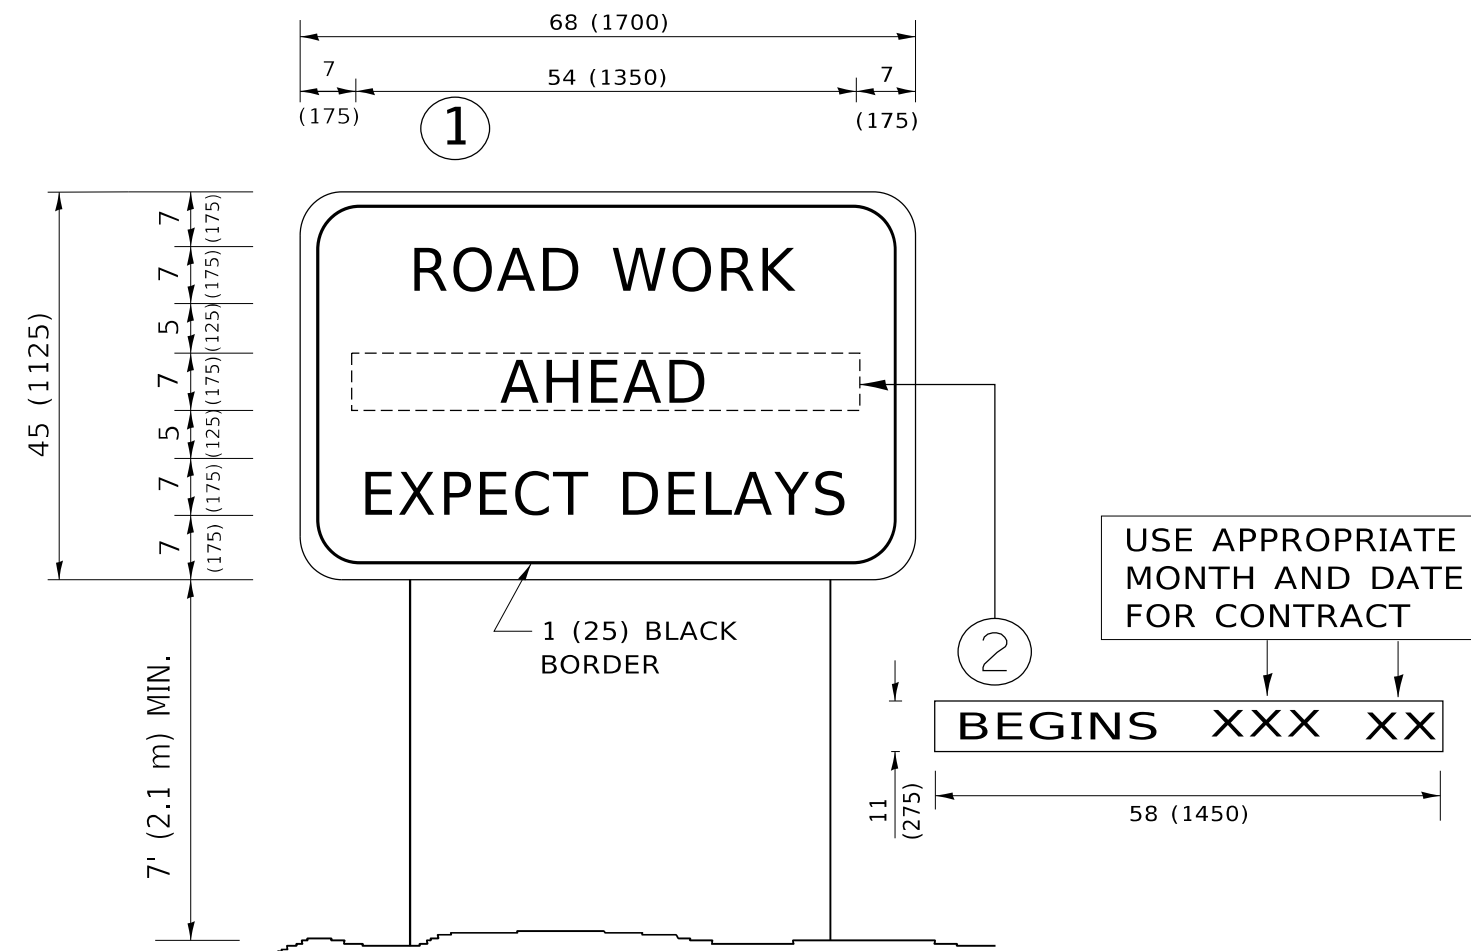 68 (1700)
7
54 (1350)
7
(175)
(175)
1
7 (175)
7 (175)
5 (125)
7 (175)
5 (125)
7 (175)
7 (175)
45 (1125)
ROAD WORK
AHEAD
EXPECT DELAYS
1 (25) BLACK
BORDER
7' (2.1 m) MIN.
USE APPROPRIATE
MONTH AND DATE
FOR CONTRACT
2
BEGINS XXX XX
11
(275)
58 (1450)